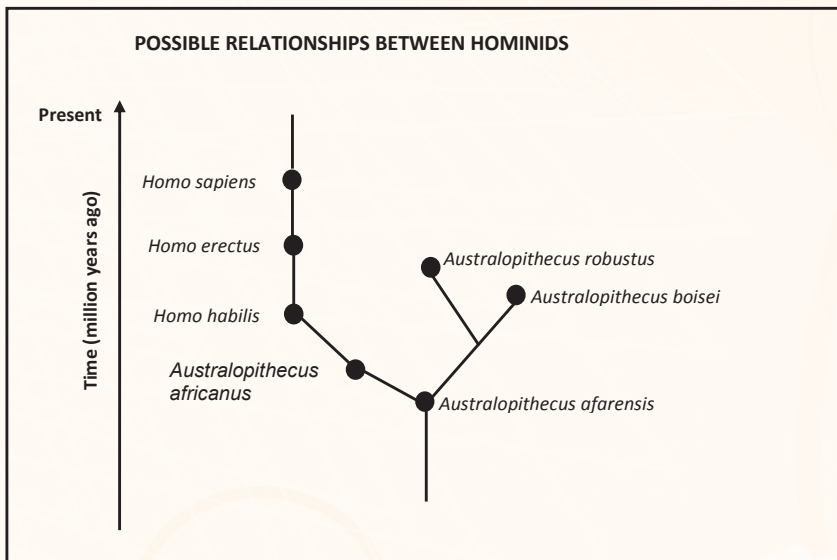 POSSIBLE RELATIONSHIPS BETWEEN HOMINIDS
Present
Time (million years ago)
Homo sapiens
Homo erectus
Homo habilis
Australopithecus
africanus
Australopithecus robustus
Australopithecus boisei
Australopithecus afarensis